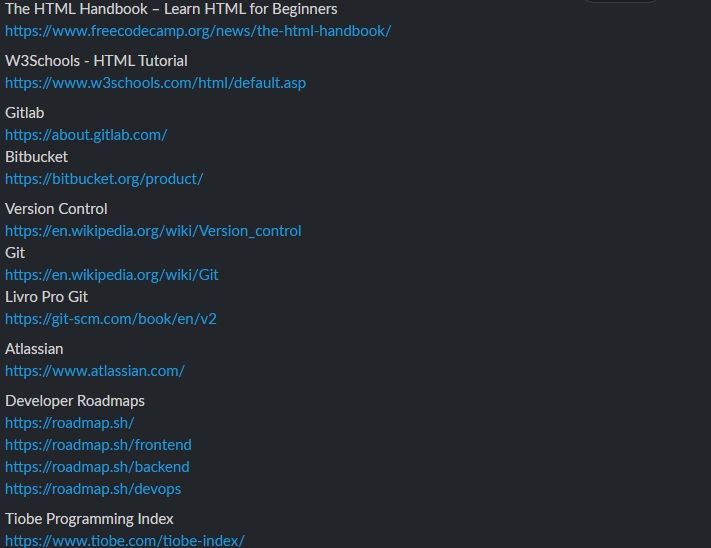 The HTML Handbook – Learn HTML for Beginners
https://www.freecodecamp.org/news/the-html-handbook/
W3Schools - HTML Tutorial
https://www.w3schools.com/html/default.asp
Gitlab
https://about.gitlab.com/
Bitbucket
https://bitbucket.org/product/
Version Control
https://en.wikipedia.org/wiki/Version_control
Git
https://en.wikipedia.org/wiki/Git
Livro Pro Git
https://git-scm.com/book/en/v2
Atlassian
https://www.atlassian.com/
Developer Roadmaps
https://roadmap.sh/
https://roadmap.sh/frontend
https://roadmap.sh/backend
https://roadmap.sh/devops
Tiobe Programming Index
https://www.tiobe.com/tiobe-index/